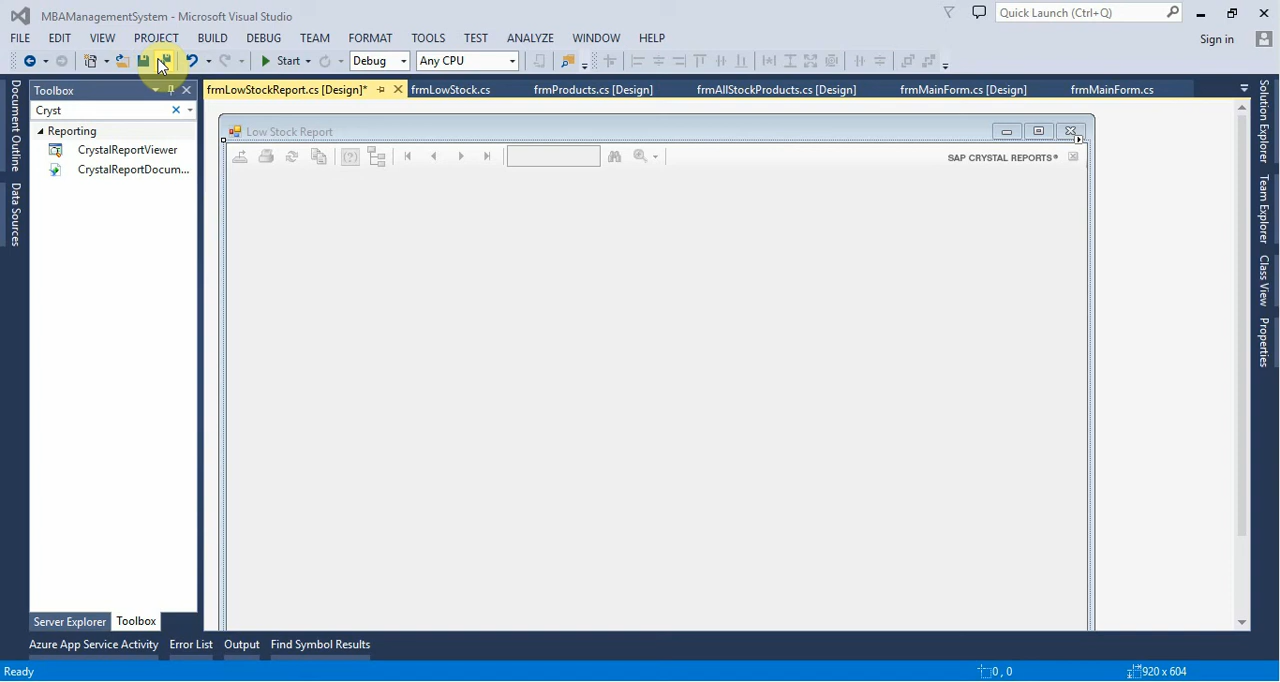 MBAManagementSystem - Microsoft Visual Studio
Quick Launch (Ctrl+Q)
FILE EDIT VIEW PROJECT BUILD DEBUG TEAM FORMAT TOOLS TEST ANALYZE WINDOW HELP
Sign in
Start Debug Any CPU
Document Outline
Data Sources
Toolbox
Cryst
Reporting
CrystalReportViewer
CrystalReportDocum...
Server Explorer Toolbox
frmLowStockReport.cs [Design]* frmLowStock.cs frmProducts.cs [Design] frmAllStockProducts.cs [Design] frmMainForm.cs [Design] frmMainForm.cs
Low Stock Report
SAP CRYSTAL REPORTS®
Solution Explorer
Team Explorer
Class View
Properties
Azure App Service Activity Error List Output Find Symbol Results
Ready
0 , 0
920 x 604